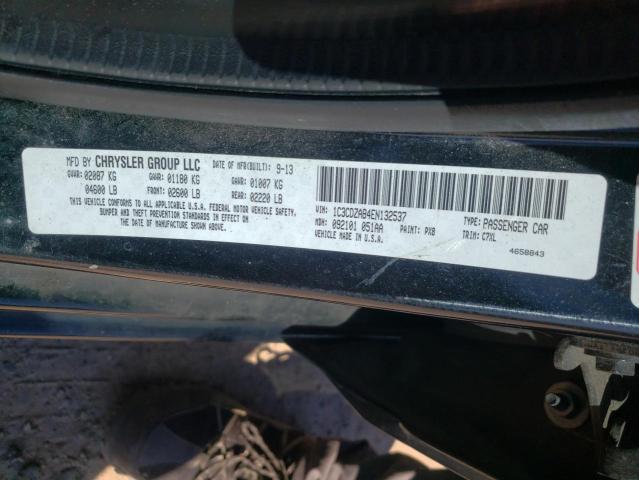 MFD BY CHRYSLER GROUP LLC DATE OF MFR(BUILT): 9-13
GVWR: 02087 KG GAWR: 01180 KG GAWR: 01007 KG
04600 LB FRONT: 02600 LB REAR: 02220 LB
THIS VEHICLE CONFORMS TO ALL APPLICABLE U.S.A. FEDERAL MOTOR VEHICLE SAFETY,
BUMPER AND THEFT PREVENTION STANDARDS IN EFFECT ON
THE DATE OF MANUFACTURE SHOWN ABOVE.
VIN: 1C3CDZAB4EN132537 TYPE: PASSENGER CAR
MDH: 092101 051AA PAINT: PX8 TRIM: C7XL
VEHICLE MADE IN U.S.A. 4658843